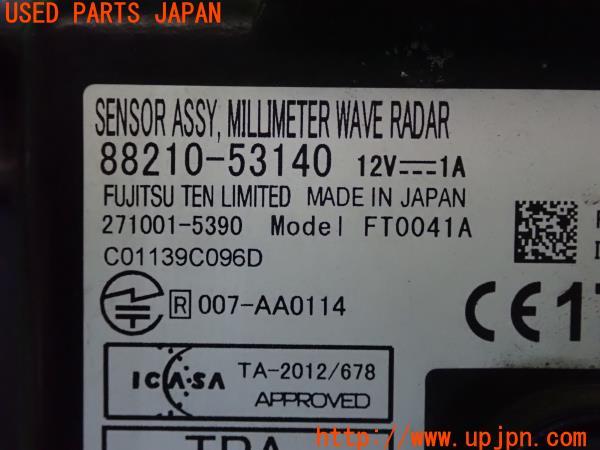 USED PARTS JAPAN
SENSOR ASSY, MILLIMETER WAVE RADAR
88210-53140 12V⎓1A
FUJITSU TEN LIMITED MADE IN JAPAN
271001-5390 Model FT0041A
C01139C096D
R 007-AA0114
CE1
ICASA TA-2012/678
APPROVED
http://www.upjpn.com